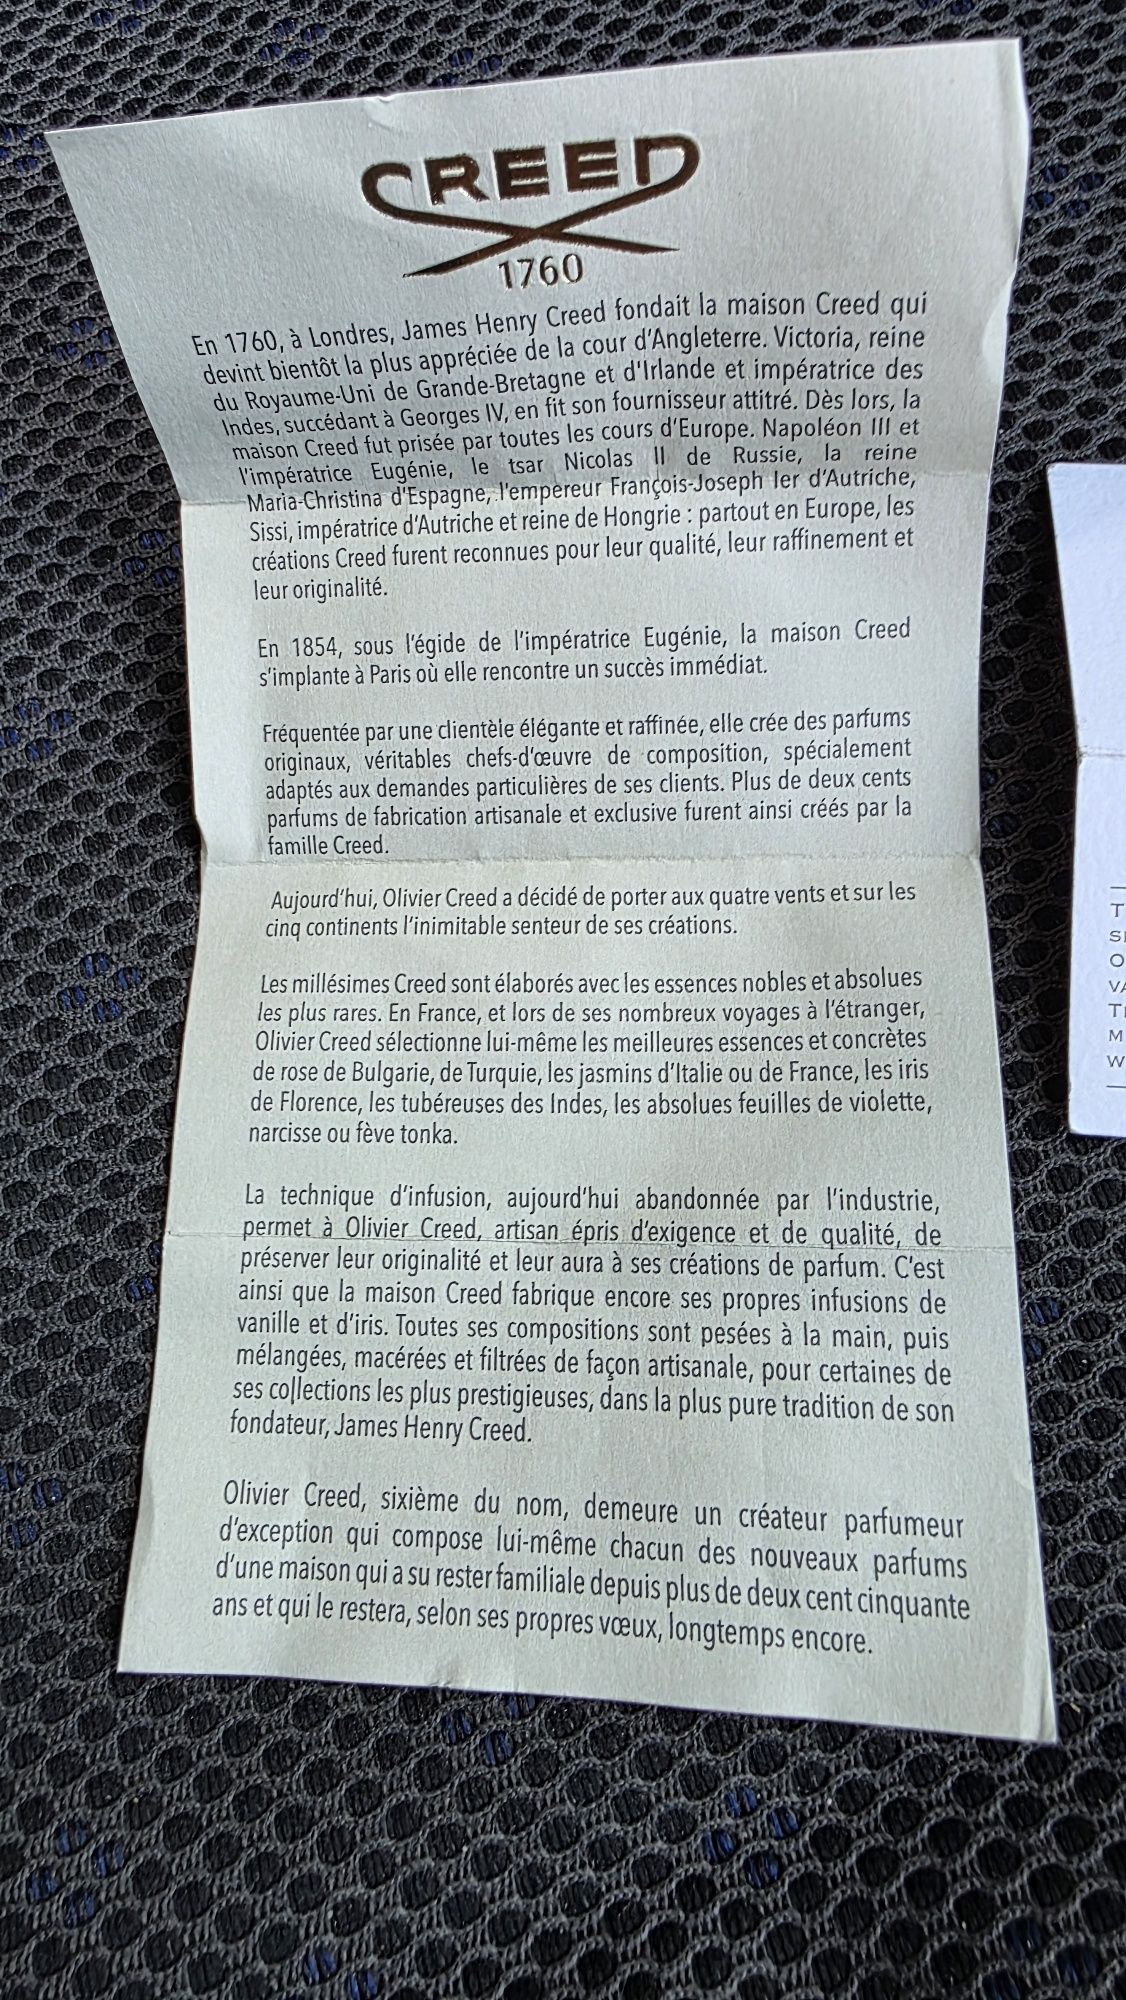 CREED
1760
En 1760, à Londres, James Henry Creed fondait la maison Creed qui
devint bientôt la plus appréciée de la cour d'Angleterre. Victoria, reine
du Royaume-Uni de Grande-Bretagne et d'Irlande et impératrice des
Indes, succédant à Georges IV, en fit son fournisseur attitré. Dès lors, la
maison Creed fut prisée par toutes les cours d'Europe. Napoléon III et
l'impératrice Eugénie, le tsar Nicolas II de Russie, la reine
Maria-Christina d'Espagne, l'empereur François-Joseph Ier d'Autriche,
Sissi, impératrice d'Autriche et reine de Hongrie : partout en Europe, les
créations Creed furent reconnues pour leur qualité, leur raffinement et
leur originalité.
En 1854, sous l'égide de l'impératrice Eugénie, la maison Creed
s'implante à Paris où elle rencontre un succès immédiat.
Fréquentée par une clientèle élégante et raffinée, elle crée des parfums
originaux, véritables chefs-d'œuvre de composition, spécialement
adaptés aux demandes particulières de ses clients. Plus de deux cents
parfums de fabrication artisanale et exclusive furent ainsi créés par la
famille Creed.
Aujourd'hui, Olivier Creed a décidé de porter aux quatre vents et sur les
cinq continents l'inimitable senteur de ses créations.
Les millésimes Creed sont élaborés avec les essences nobles et absolues
les plus rares. En France, et lors de ses nombreux voyages à l'étranger,
Olivier Creed sélectionne lui-même les meilleures essences et concrètes
de rose de Bulgarie, de Turquie, les jasmins d'Italie ou de France, les iris
de Florence, les tubéreuses des Indes, les absolues feuilles de violette,
narcisse ou fève tonka.
La technique d'infusion, aujourd'hui abandonnée par l'industrie,
permet à Olivier Creed, artisan épris d'exigence et de qualité, de
préserver leur originalité et leur aura à ses créations de parfum. C'est
ainsi que la maison Creed fabrique encore ses propres infusions de
vanille et d'iris. Toutes ses compositions sont pesées à la main, puis
mélangées, macérées et filtrées de façon artisanale, pour certaines de
ses collections les plus prestigieuses, dans la plus pure tradition de son
fondateur, James Henry Creed.
Olivier Creed, sixième du nom, demeure un créateur parfumeur
d'exception qui compose lui-même chacun des nouveaux parfums
d'une maison qui a su rester familiale depuis plus de deux cent cinquante
ans et qui le restera, selon ses propres vœux, longtemps encore.